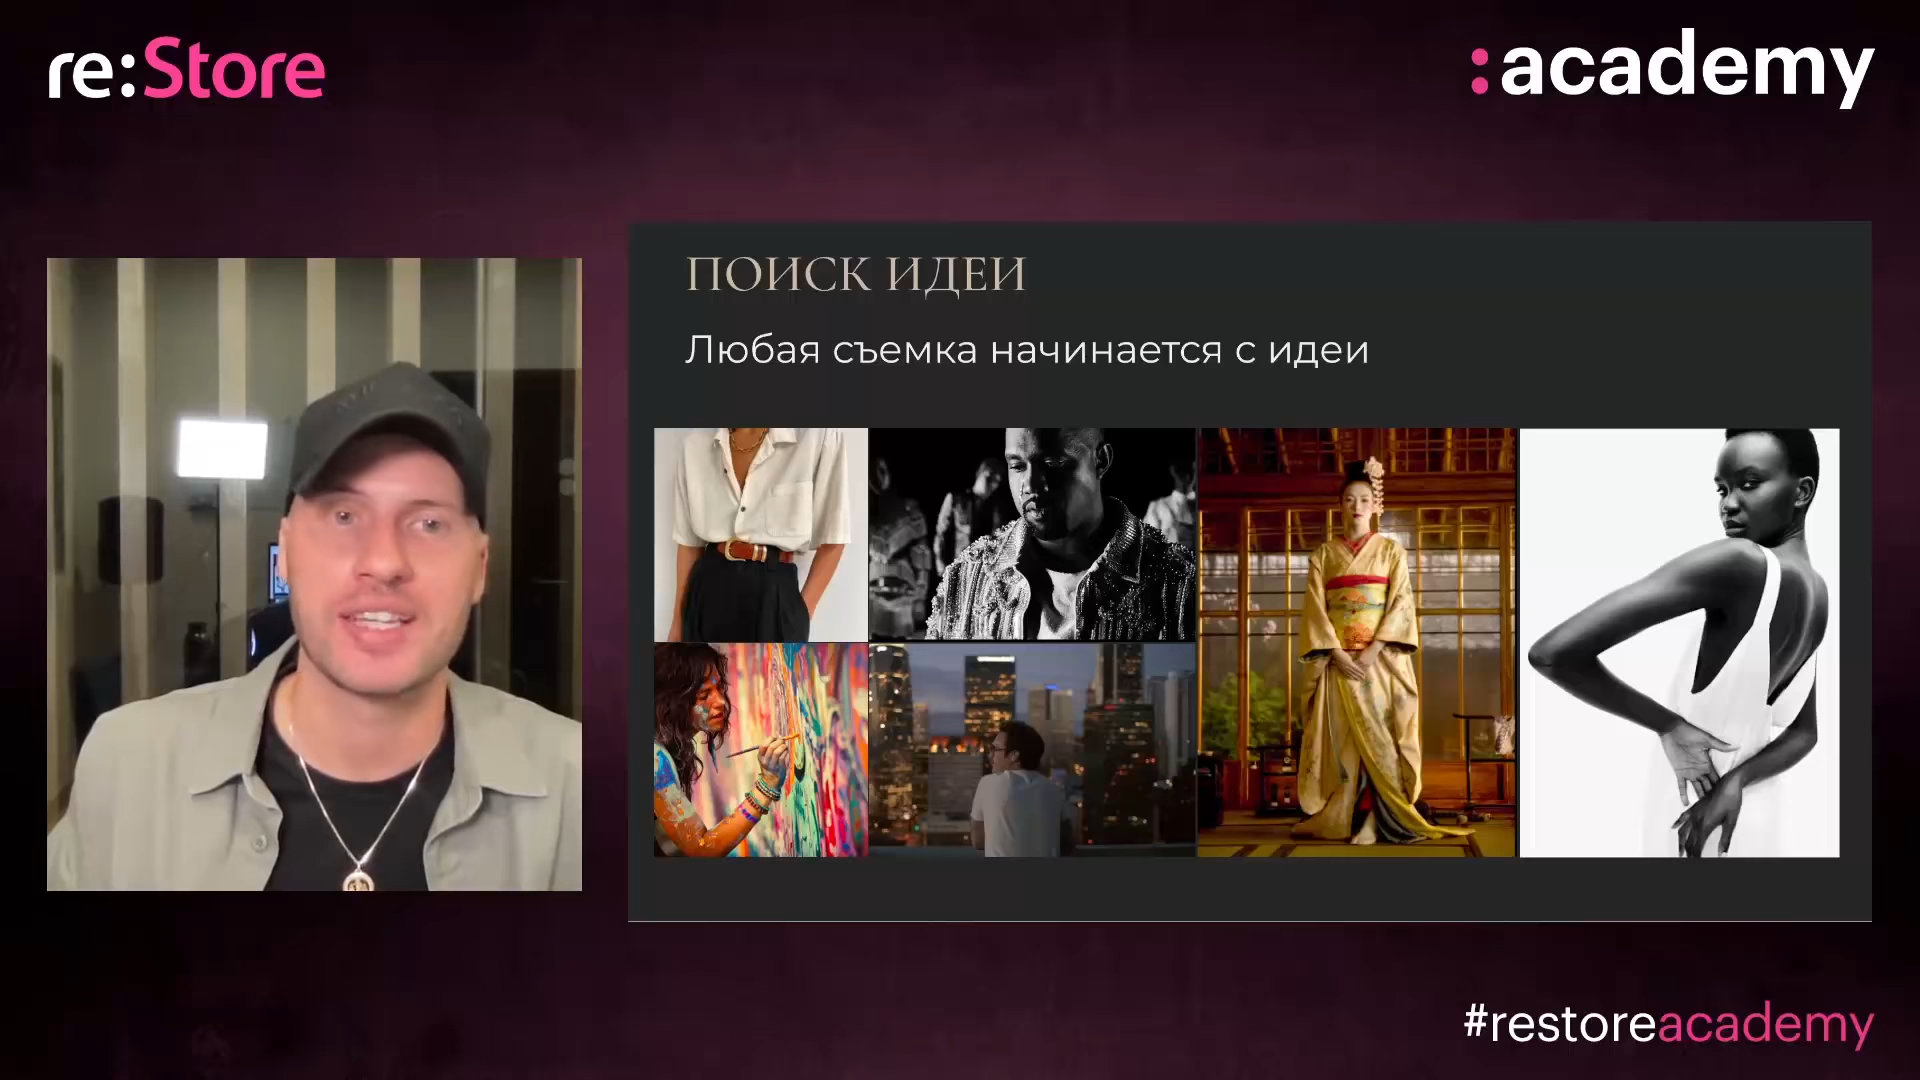 re:Store
:academy
ПОИСК ИДЕИ
Любая съемка начинается с идеи
#restoreacademy